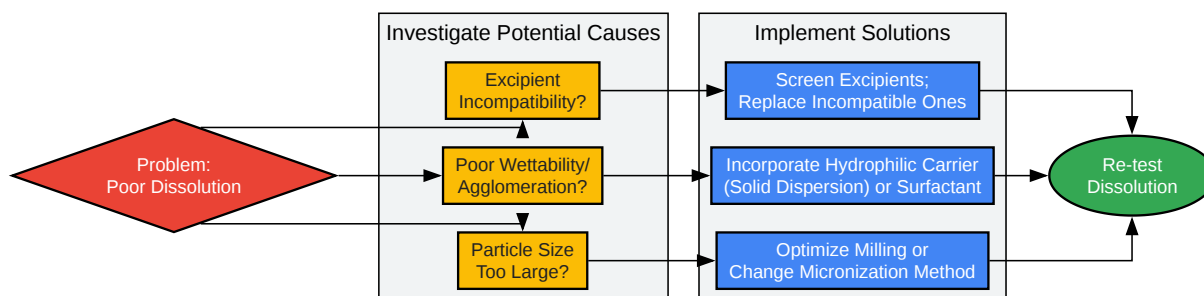 Investigate Potential Causes
Implement Solutions
Excipient
Incompatibility?
Screen Excipients;
Replace Incompatible Ones
Problem:
Poor Dissolution
Poor Wettability/
Agglomeration?
Incorporate Hydrophilic Carrier
(Solid Dispersion) or Surfactant
Re-test
Dissolution
Particle Size
Too Large?
Optimize Milling or
Change Micronization Method